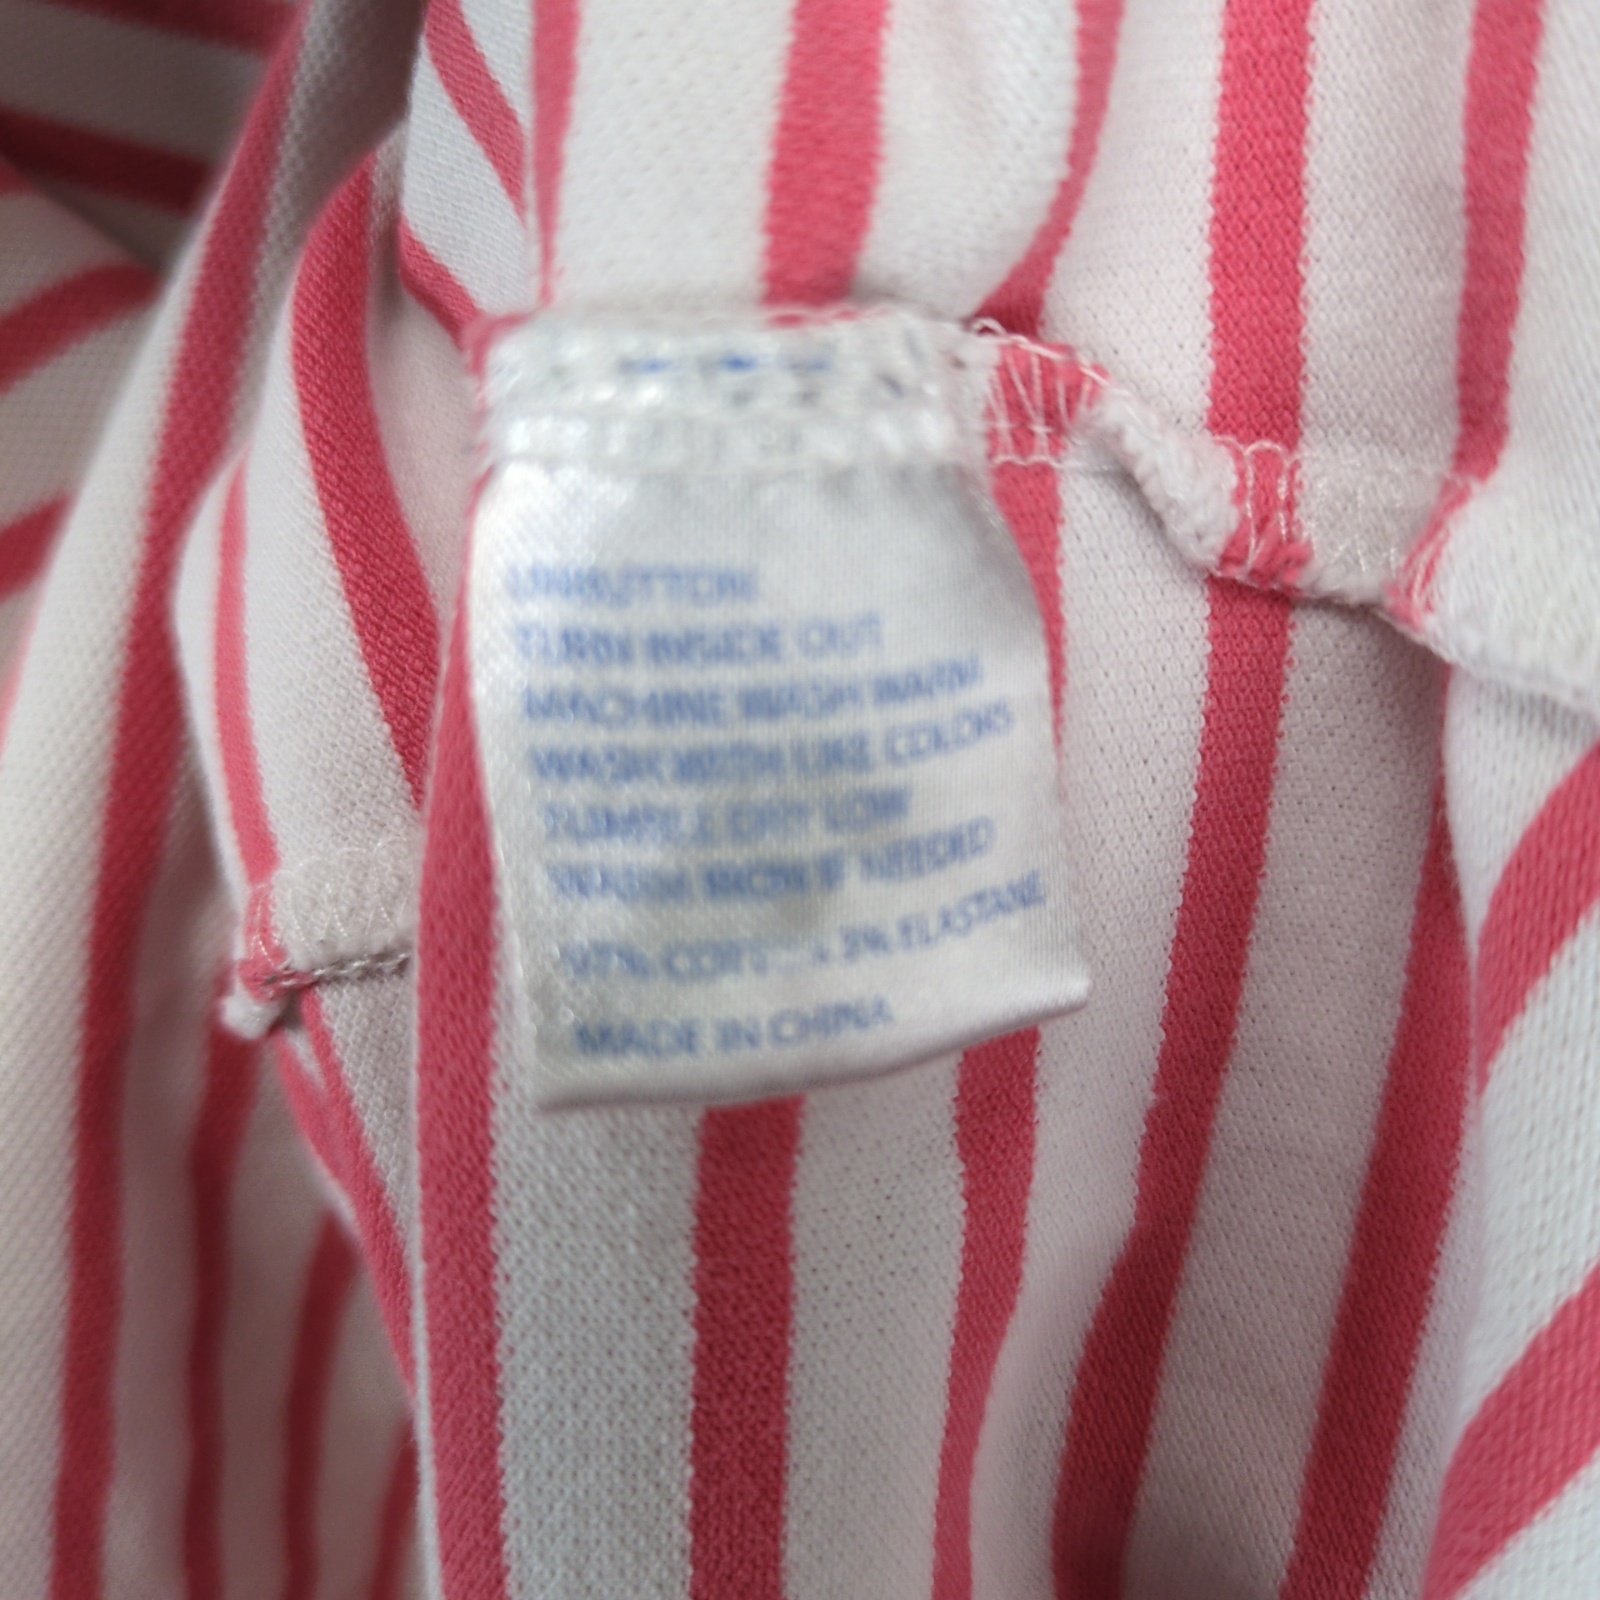 UNBUTTON
TURN INSIDE OUT
MACHINE WASH WARM
WASH WITH LIKE COLORS
TUMBLE DRY LOW
WARM IRON IF NEEDED
97% COTTON 3% ELASTANE
MADE IN CHINA